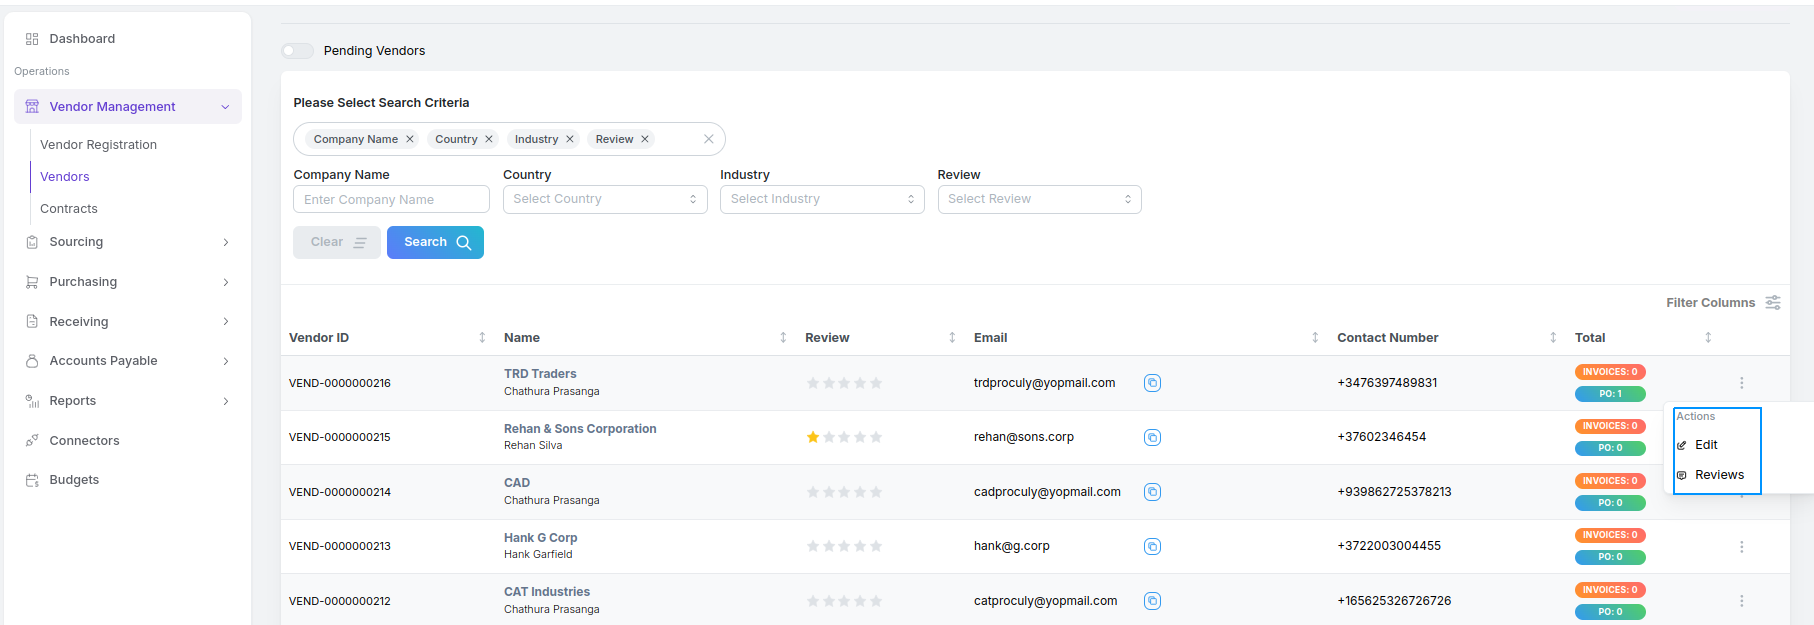 Dashboard
Operations
Vendor Management
Vendor Registration
Vendors
Contracts
Sourcing
Purchasing
Receiving
Accounts Payable
Reports
Connectors
Budgets
Pending Vendors
Please Select Search Criteria
Company Name Country Industry Review
Company Name Country Industry Review
Enter Company Name Select Country Select Industry Select Review
Clear Search
Filter Columns
Vendor ID Name Review Email Contact Number Total
VEND-0000000216 TRD Traders Chathura Prasanga trdproculy@yopmail.com +3476397489831 INVOICES: 0 PO: 1
VEND-0000000215 Rehan & Sons Corporation Rehan Silva rehan@sons.corp +37602346454 INVOICES: 0 PO: 0
VEND-0000000214 CAD Chathura Prasanga cadproculy@yopmail.com +939862725378213 INVOICES: 0 PO: 0
VEND-0000000213 Hank G Corp Hank Garfield hank@g.corp +3722003004455 INVOICES: 0 PO: 0
VEND-0000000212 CAT Industries Chathura Prasanga catproculy@yopmail.com +165625326726726 INVOICES: 0 PO: 0
Actions
Edit
Reviews